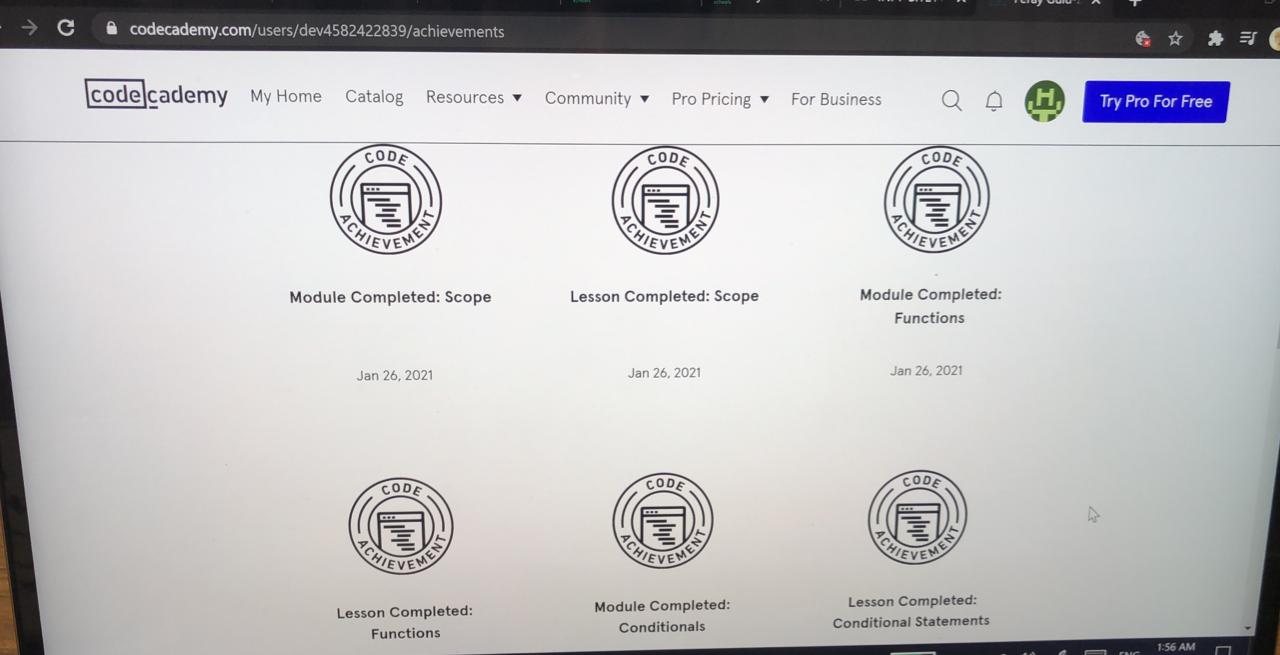 codecademy.com/users/dev4582422839/achievements
codecademy My Home Catalog Resources Community Pro Pricing For Business Try Pro For Free
CODE ACHIEVEMENT CODE ACHIEVEMENT CODE ACHIEVEMENT
Module Completed: Scope Lesson Completed: Scope Module Completed:
Functions
Jan 26, 2021 Jan 26, 2021 Jan 26, 2021
CODE ACHIEVEMENT CODE ACHIEVEMENT CODE ACHIEVEMENT
Lesson Completed: Module Completed: Lesson Completed:
Functions Conditionals Conditional Statements
1:56 AM